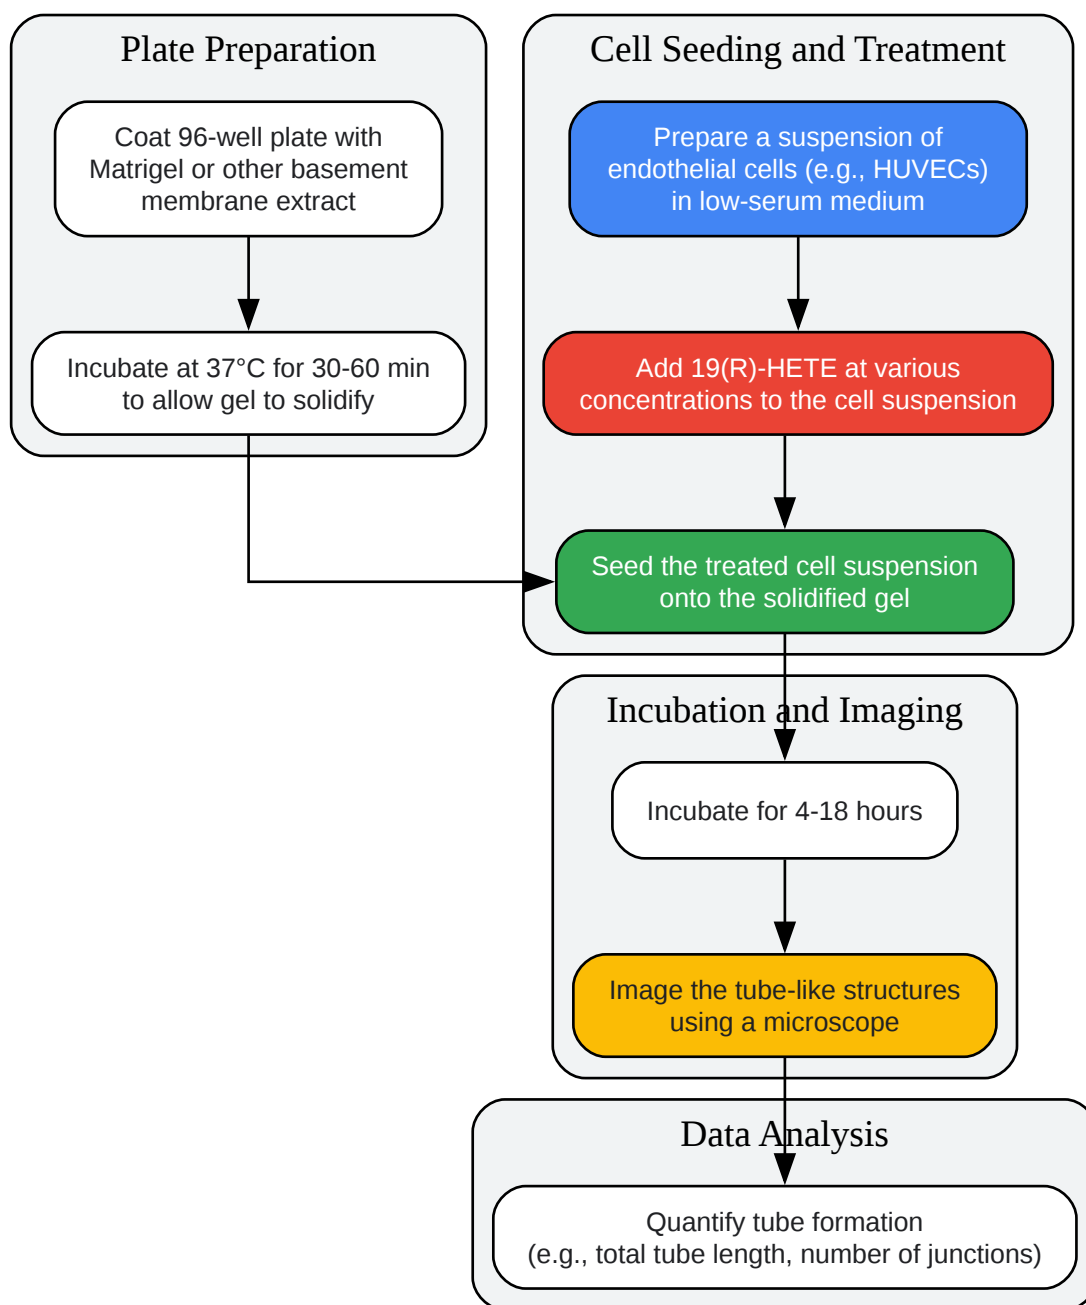 Plate Preparation
Coat 96-well plate with
Matrigel or other basement
membrane extract
Incubate at 37°C for 30-60 min
to allow gel to solidify
Cell Seeding and Treatment
Prepare a suspension of
endothelial cells (e.g., HUVECs)
in low-serum medium
Add 19(R)-HETE at various
concentrations to the cell suspension
Seed the treated cell suspension
onto the solidified gel
Incubation and Imaging
Incubate for 4-18 hours
Image the tube-like structures
using a microscope
Data Analysis
Quantify tube formation
(e.g., total tube length, number of junctions)